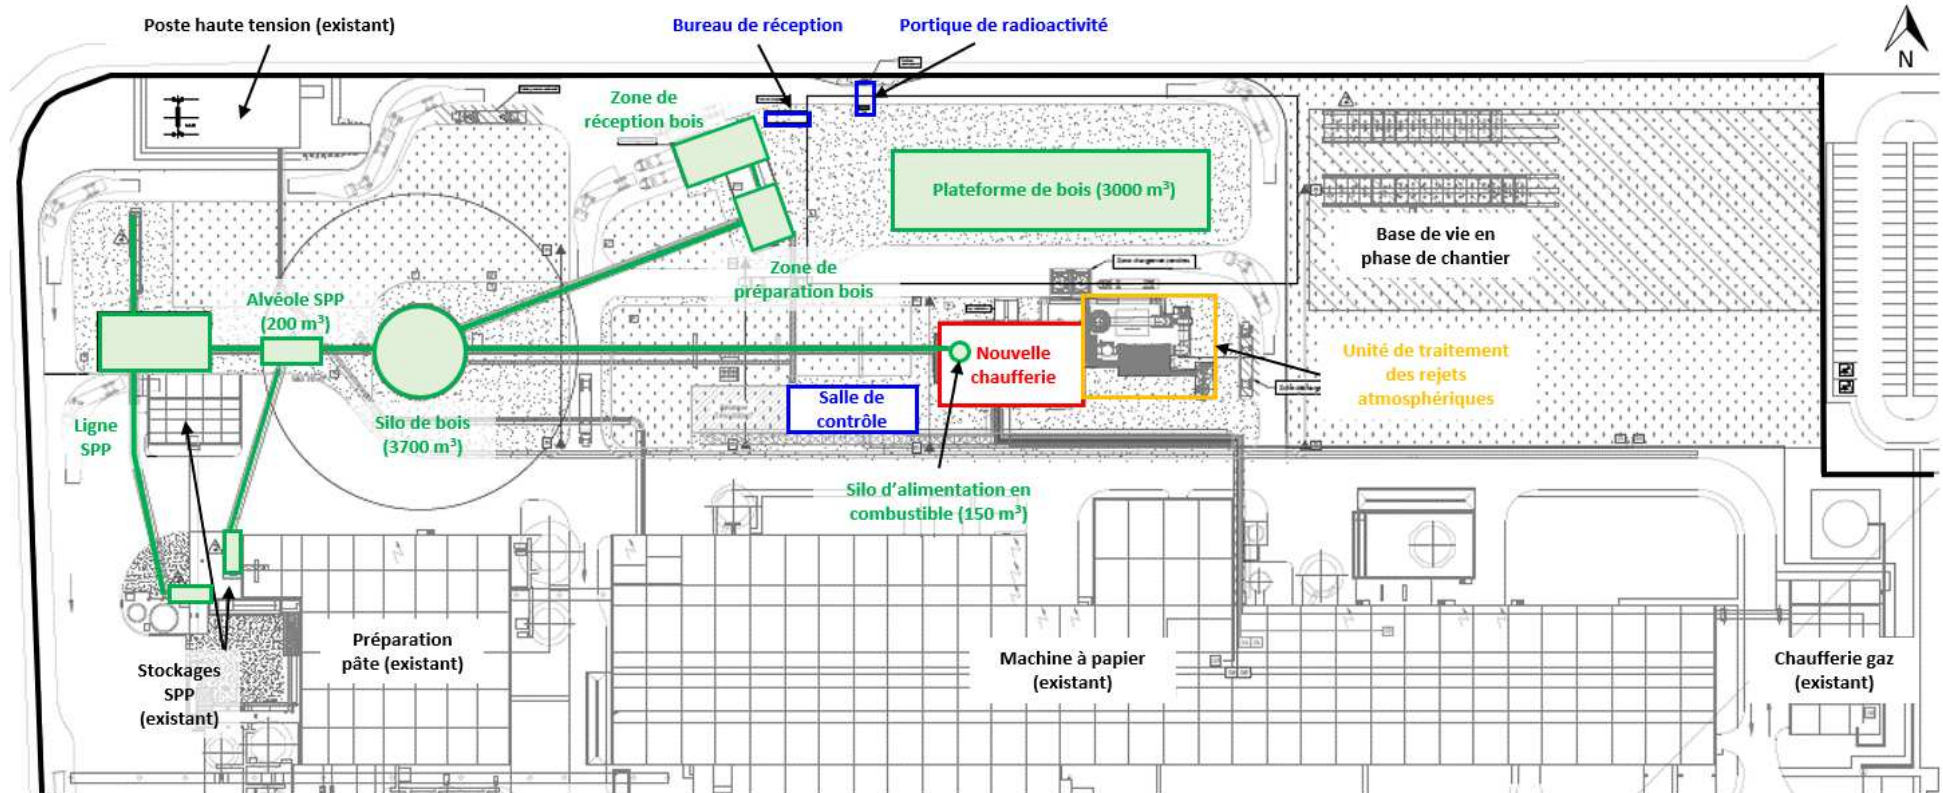 Poste haute tension (existant)
Bureau de réception
Portique de radioactivité
N
Zone de
réception bois
Plateforme de bois (3000 m³)
Base de vie en
phase de chantier
Zone de
préparation bois
Alvéole SPP
(200 m³)
Nouvelle
chaufferie
Unité de traitement
des rejets
atmosphériques
Salle de
contrôle
Ligne
SPP
Silo de bois
(3700 m³)
Silo d'alimentation en
combustible (150 m³)
Préparation
pâte (existant)
Stockages
SPP
(existant)
Machine à papier
(existant)
Chaufferie gaz
(existant)